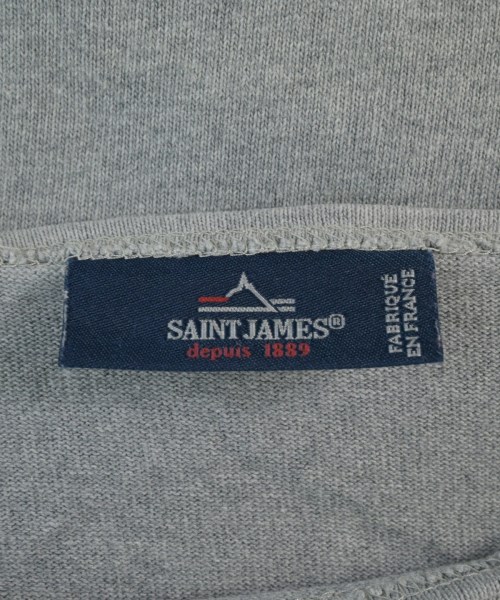 SAINT JAMES®
depuis 1889
FABRIQUÉ
EN FRANCE